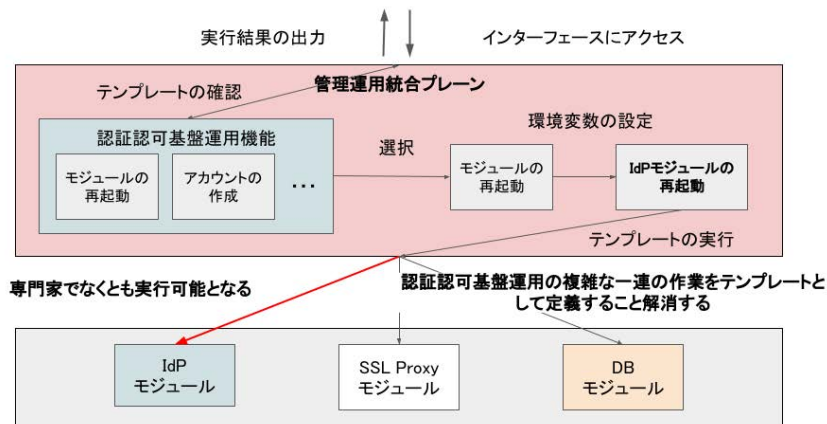 実行結果の出力
インターフェースにアクセス
管理運用統合プレーン
テンプレートの確認
認証認可基盤運用機能
モジュールの
再起動
アカウントの
作成
...
選択
環境変数の設定
モジュールの
再起動
IdPモジュールの
再起動
テンプレートの実行
専門家でなくとも実行可能となる
認証認可基盤運用の複雑な一連の作業をテンプレートと
して定義すること解消する
IdP
モジュール
SSL Proxy
モジュール
DB
モジュール